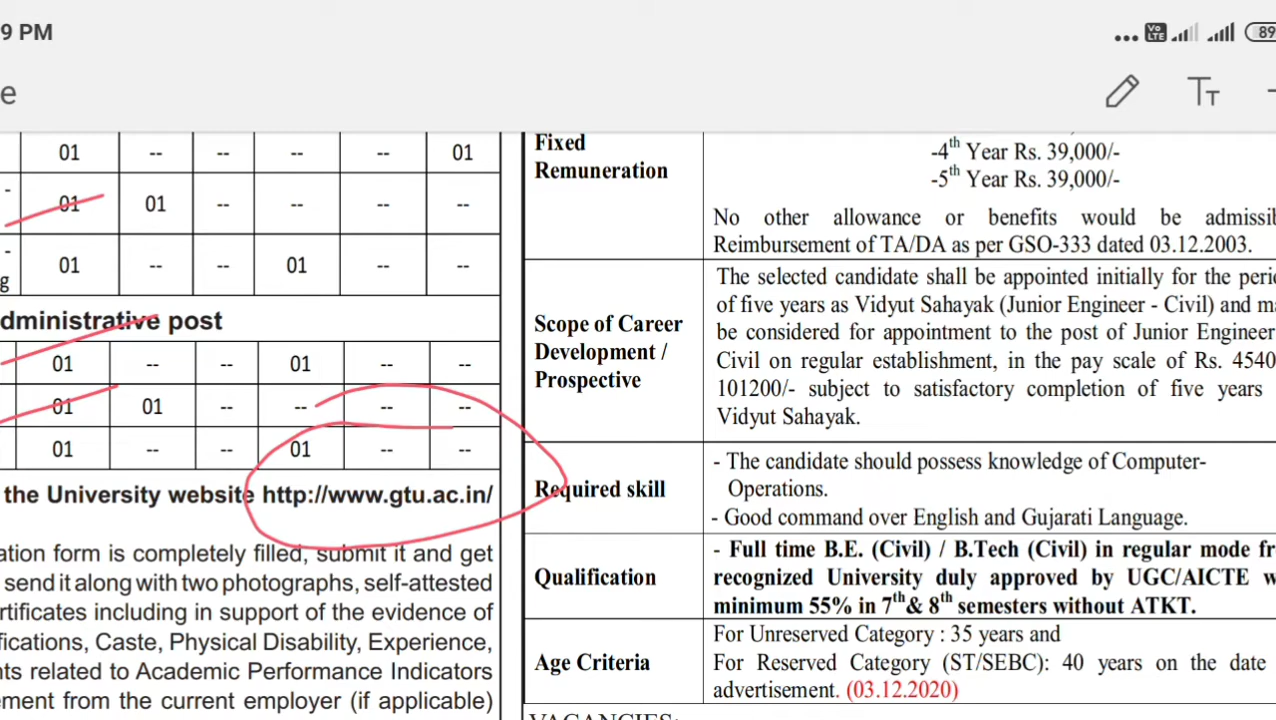 9 PM
Vo LTE
89
e
TT
01 -- -- -- -- 01
- 01 01 -- -- -- --
- g 01 -- -- 01 -- --
dministrative post
01 -- -- 01 -- --
01 01 -- -- -- --
01 -- -- 01 -- --
the University website http://www.gtu.ac.in/
ation form is completely filled, submit it and get
send it along with two photographs, self-attested
rtificates including in support of the evidence of
fications, Caste, Physical Disability, Experience,
nts related to Academic Performance Indicators
ement from the current employer (if applicable)
Fixed
Remuneration
-4th Year Rs. 39,000/-
-5th Year Rs. 39,000/-
No other allowance or benefits would be admissib
Reimbursement of TA/DA as per GSO-333 dated 03.12.2003.
Scope of Career
Development /
Prospective
The selected candidate shall be appointed initially for the perio
of five years as Vidyut Sahayak (Junior Engineer - Civil) and ma
be considered for appointment to the post of Junior Engineer
Civil on regular establishment, in the pay scale of Rs. 4540
101200/- subject to satisfactory completion of five years
Vidyut Sahayak.
Required skill
- The candidate should possess knowledge of Computer-
Operations.
- Good command over English and Gujarati Language.
Qualification
- Full time B.E. (Civil) / B.Tech (Civil) in regular mode fr
recognized University duly approved by UGC/AICTE w
minimum 55% in 7th& 8th semesters without ATKT.
Age Criteria
For Unreserved Category : 35 years and
For Reserved Category (ST/SEBC): 40 years on the date
advertisement. (03.12.2020)
VACANCIES: